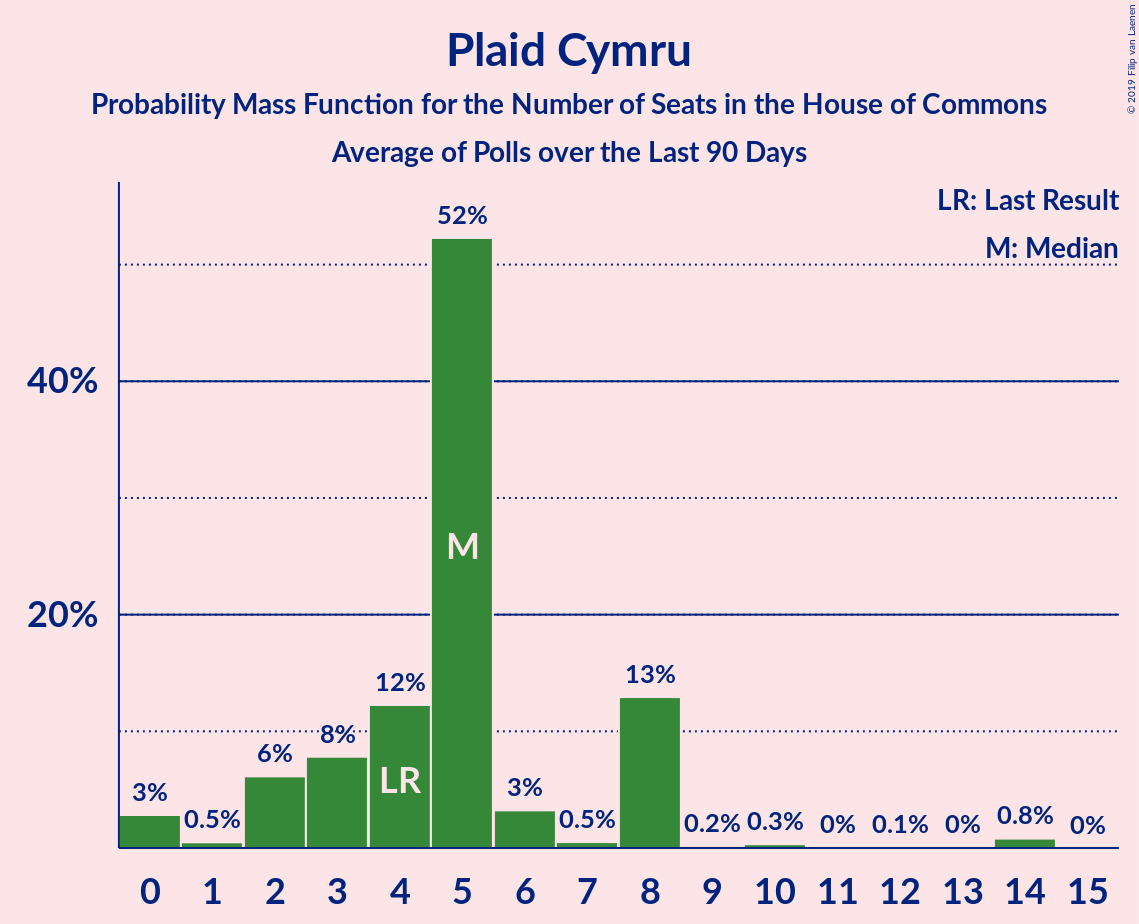 Plaid Cymru
Probability Mass Function for the Number of Seats in the House of Commons
Average of Polls over the Last 90 Days
© 2019 Filip van Laenen
LR: Last Result
M: Median
52%
40%
M
20%
13%
12%
8%
6%
LR
3%
3%
0.5%
0.5%
0.2%
0.3%
0%
0.1%
0%
0.8%
0%
0 1 2 3 4 5 6 7 8 9 10 11 12 13 14 15